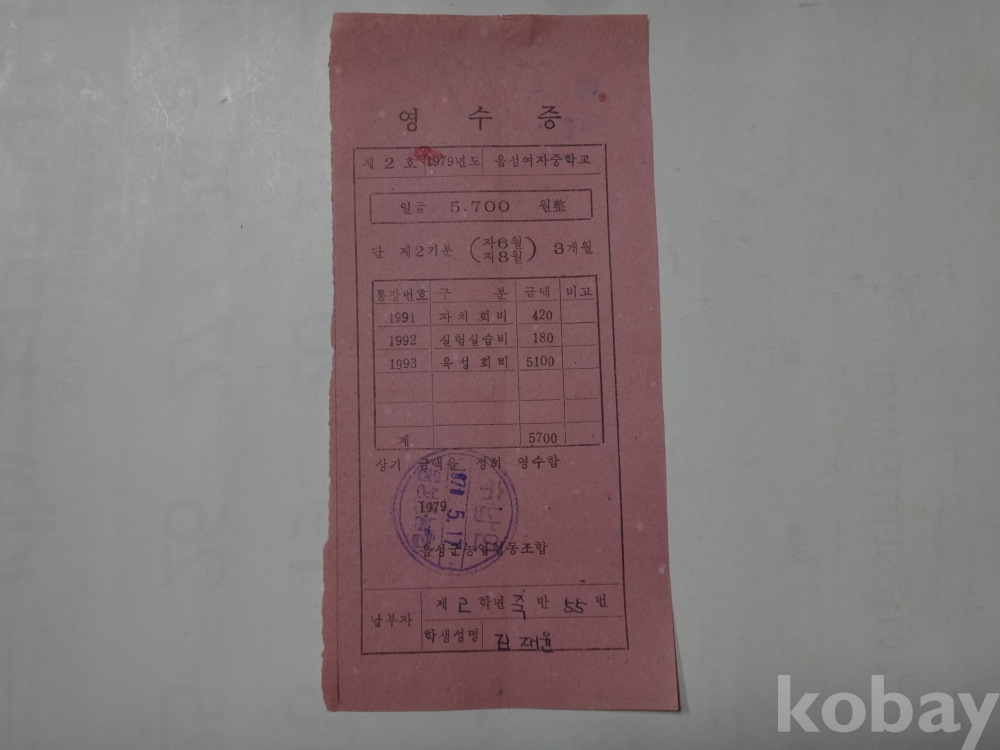 영 수 증
제 2 호 1979년도 음성여자중학교
일금 5.700 원整
단 제2기분 (자6월 지8월) 3개월
통장번호 구 분 금액 비고
1991 자치회비 420
1992 실험실습비 180
1993 육성회비 5100
계 5700
상기 금액을 정히 영수함
1979
5. 17
음성군농업협동조합
납부자 제 2 학년 죽 반 55 번
학생성명 김재윤
kobay